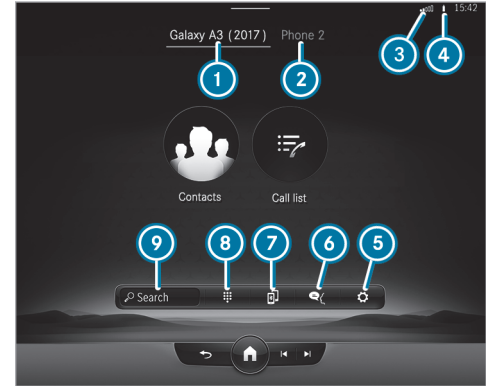 15:42
Galaxy A3 (2017) Phone 2
3 4
1 2
Contacts Call list
9 8 7 6 5
Search